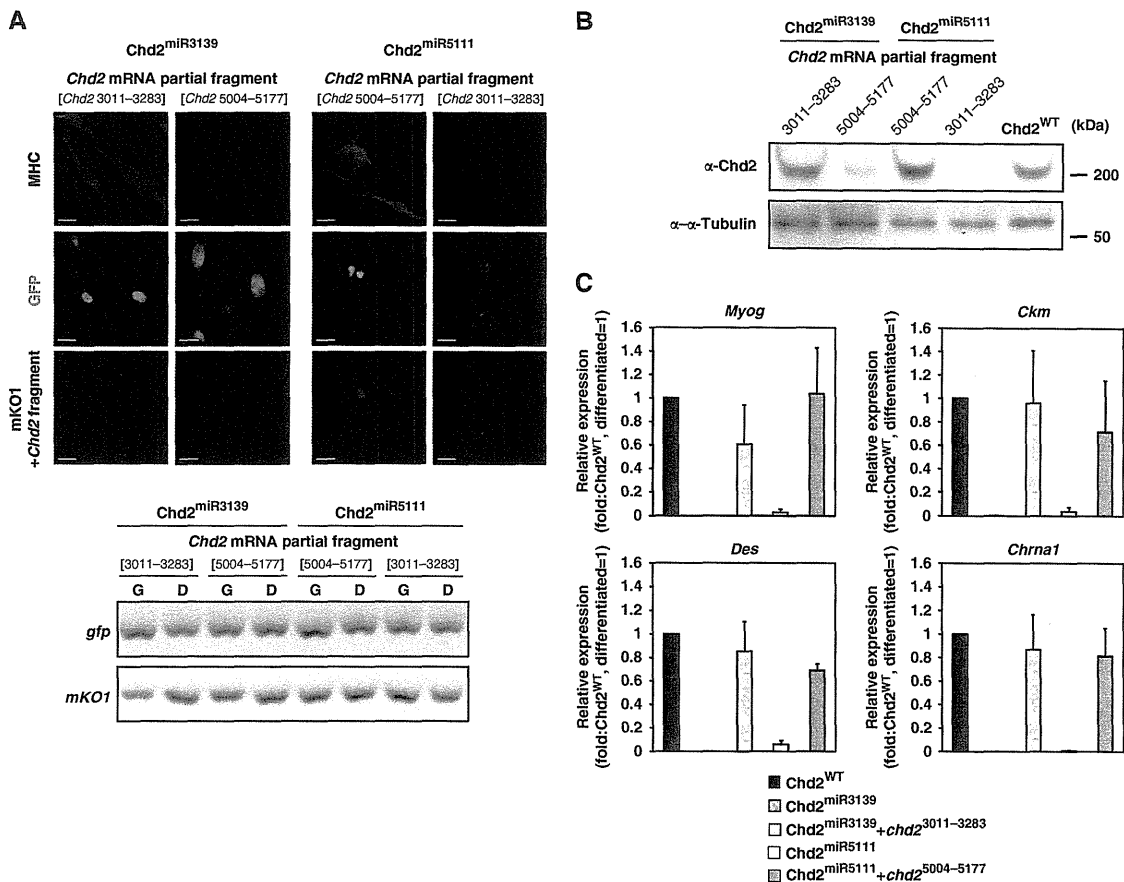 A
Chd2miR3139
Chd2miR5111
Chd2 mRNA partial fragment
Chd2 mRNA partial fragment
[Chd2 3011–3283]
[Chd2 5004–5177]
[Chd2 5004–5177]
[Chd2 3011–3283]
MHC
GFP
mKO1
+Chd2 fragment
Chd2miR3139
Chd2miR5111
Chd2 mRNA partial fragment
[3011–3283]
[5004–5177]
[5004–5177]
[3011–3283]
G D G D G D G D
gfp
mKO1
B
Chd2miR3139
Chd2miR5111
Chd2 mRNA partial fragment
3011–3283
5004–5177
5004–5177
3011–3283
Chd2WT
(kDa)
α-Chd2
200
α–α-Tubulin
50
C
Myog
Relative expression
(fold:Chd2WT, differentiated=1)
1.6
1.4
1.2
1
0.8
0.6
0.4
0.2
0
Ckm
Relative expression
(fold:Chd2WT, differentiated=1)
1.6
1.4
1.2
1
0.8
0.6
0.4
0.2
0
Des
Relative expression
(fold:Chd2WT, differentiated=1)
1.6
1.4
1.2
1
0.8
0.6
0.4
0.2
0
Chrna1
Relative expression
(fold:Chd2WT, differentiated=1)
1.6
1.4
1.2
1
0.8
0.6
0.4
0.2
0
Chd2WT
Chd2miR3139
Chd2miR3139+chd23011–3283
Chd2miR5111
Chd2miR5111+chd25004–5177